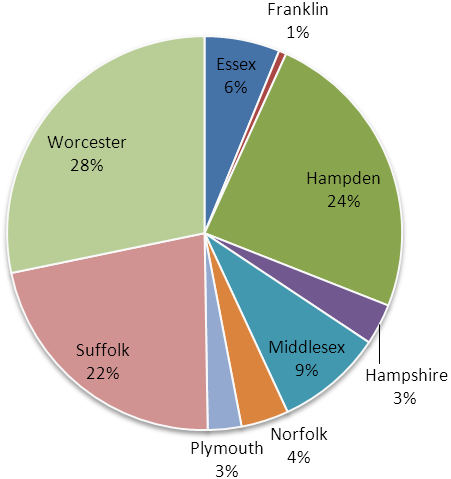 Franklin
1%
Essex
6%
Worcester
28%
Hampden
24%
Suffolk
22%
Middlesex
9%
Hampshire
3%
Norfolk
4%
Plymouth
3%